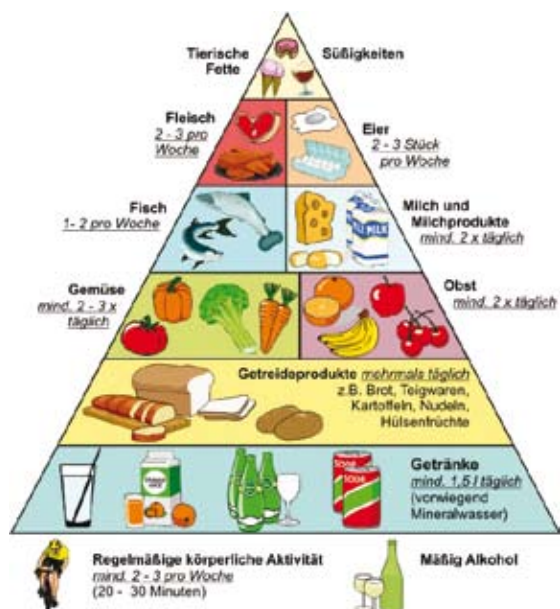 Tierische
Fette
Süßigkeiten
Fleisch
2 - 3 pro
Woche
Eier
2 - 3 Stück
pro Woche
Fisch
1- 2 pro Woche
Milch und
Milchprodukte
mind. 2 x täglich
MILK
Gemüse
mind. 2 - 3 x
täglich
Obst
mind. 2 x täglich
Getreideprodukte mehrmals täglich
z.B. Brot, Teigwaren,
Kartoffeln, Nudeln,
Hülsenfrüchte
SODA
SODA
Getränke
mind. 1,5 l täglich
(vorwiegend
Mineralwasser)
Regelmäßige körperliche Aktivität
mind. 2 - 3 pro Woche
(20 - 30 Minuten)
Mäßig Alkohol